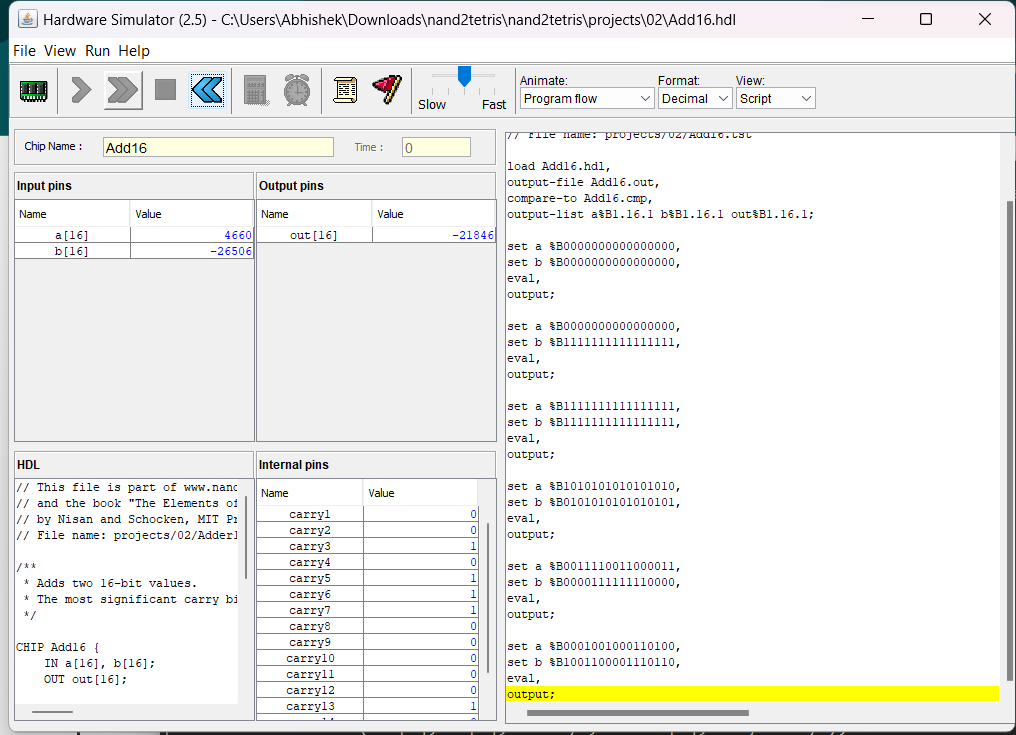 Hardware Simulator (2.5) - C:\Users\Abhishek\Downloads\nand2tetris\nand2tetris\projects\02\Add16.hdl
File View Run Help
Slow Fast
Animate: Format: View:
Program flow Decimal Script
Chip Name : Add16 Time : 0
Input pins
Name Value
a[16] 4660
b[16] -26506
Output pins
Name Value
out[16] -21846
HDL
// This file is part of www.nand
// and the book "The Elements of
// by Nisan and Schocken, MIT Pr
// File name: projects/02/Adder1
/**
* Adds two 16-bit values.
* The most significant carry bi
*/
CHIP Add16 {
IN a[16], b[16];
OUT out[16];
Internal pins
Name Value
carry1 0
carry2 0
carry3 1
carry4 0
carry5 1
carry6 1
carry7 1
carry8 0
carry9 0
carry10 0
carry11 0
carry12 0
carry13 1
// File name: projects/02/Add16.tst
load Add16.hdl,
output-file Add16.out,
compare-to Add16.cmp,
output-list a%B1.16.1 b%B1.16.1 out%B1.16.1;
set a %B0000000000000000,
set b %B0000000000000000,
eval,
output;
set a %B0000000000000000,
set b %B1111111111111111,
eval,
output;
set a %B1111111111111111,
set b %B1111111111111111,
eval,
output;
set a %B1010101010101010,
set b %B0101010101010101,
eval,
output;
set a %B0011110011000011,
set b %B0000111111110000,
eval,
output;
set a %B0001001000110100,
set b %B1001100001110110,
eval,
output;